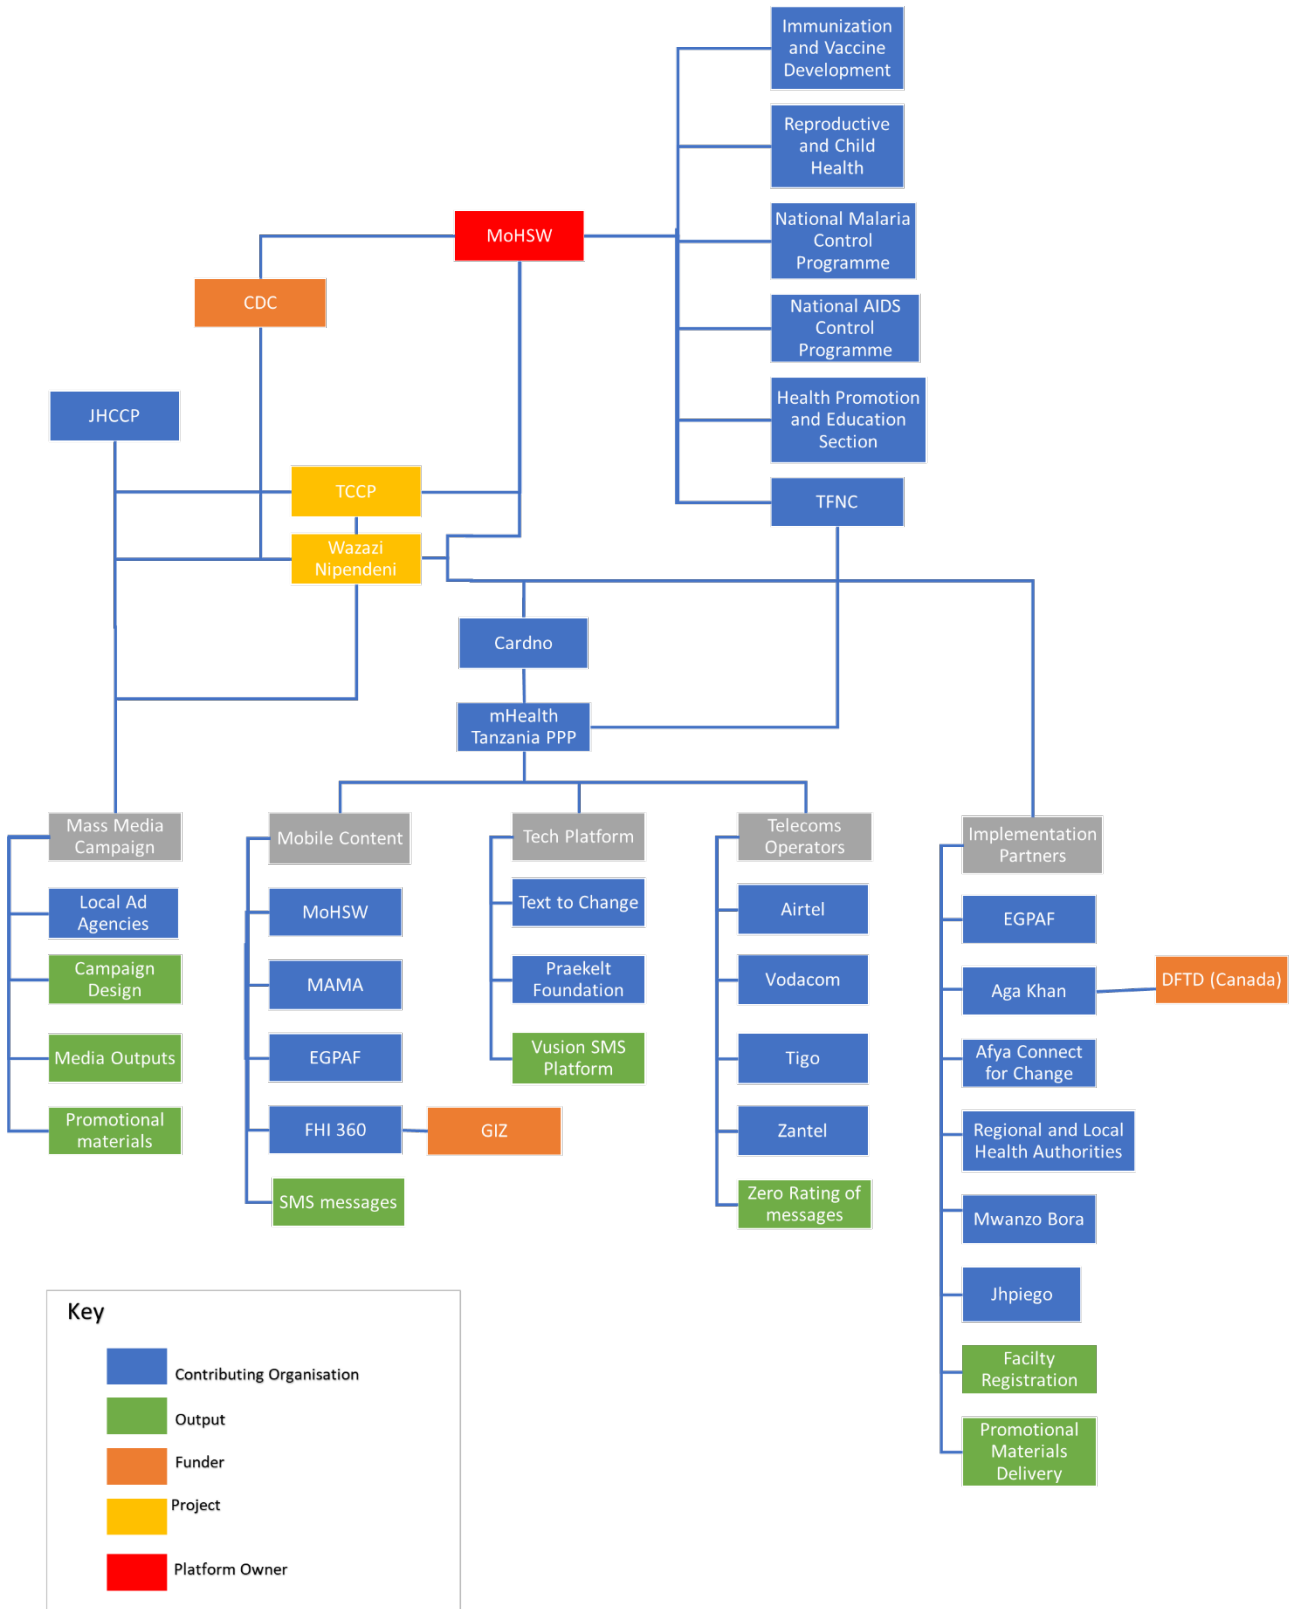 Immunization
and Vaccine
Development
Reproductive
and Child
Health
MoHSW
National Malaria
Control
Programme
CDC
National AIDS
Control
Programme
JHCCP
Health Promotion
and Education
Section
TCCP
TFNC
Wazazi
Nipendeni
Cardno
mHealth
Tanzania PPP
Mass Media
Campaign
Local Ad
Agencies
Campaign
Design
Media Outputs
Promotional
materials
Mobile Content
MoHSW
MAMA
EGPAF
FHI 360
GIZ
SMS messages
Tech Platform
Text to Change
Praekelt
Foundation
Vusion SMS
Platform
Telecoms
Operators
Airtel
Vodacom
Tigo
Zantel
Zero Rating of
messages
Implementation
Partners
EGPAF
Aga Khan
DFTD (Canada)
Afya Connect
for Change
Regional and Local
Health Authorities
Mwanzo Bora
Jhpiego
Facilty
Registration
Promotional
Materials
Delivery
Key
Contributing Organisation
Output
Funder
Project
Platform Owner